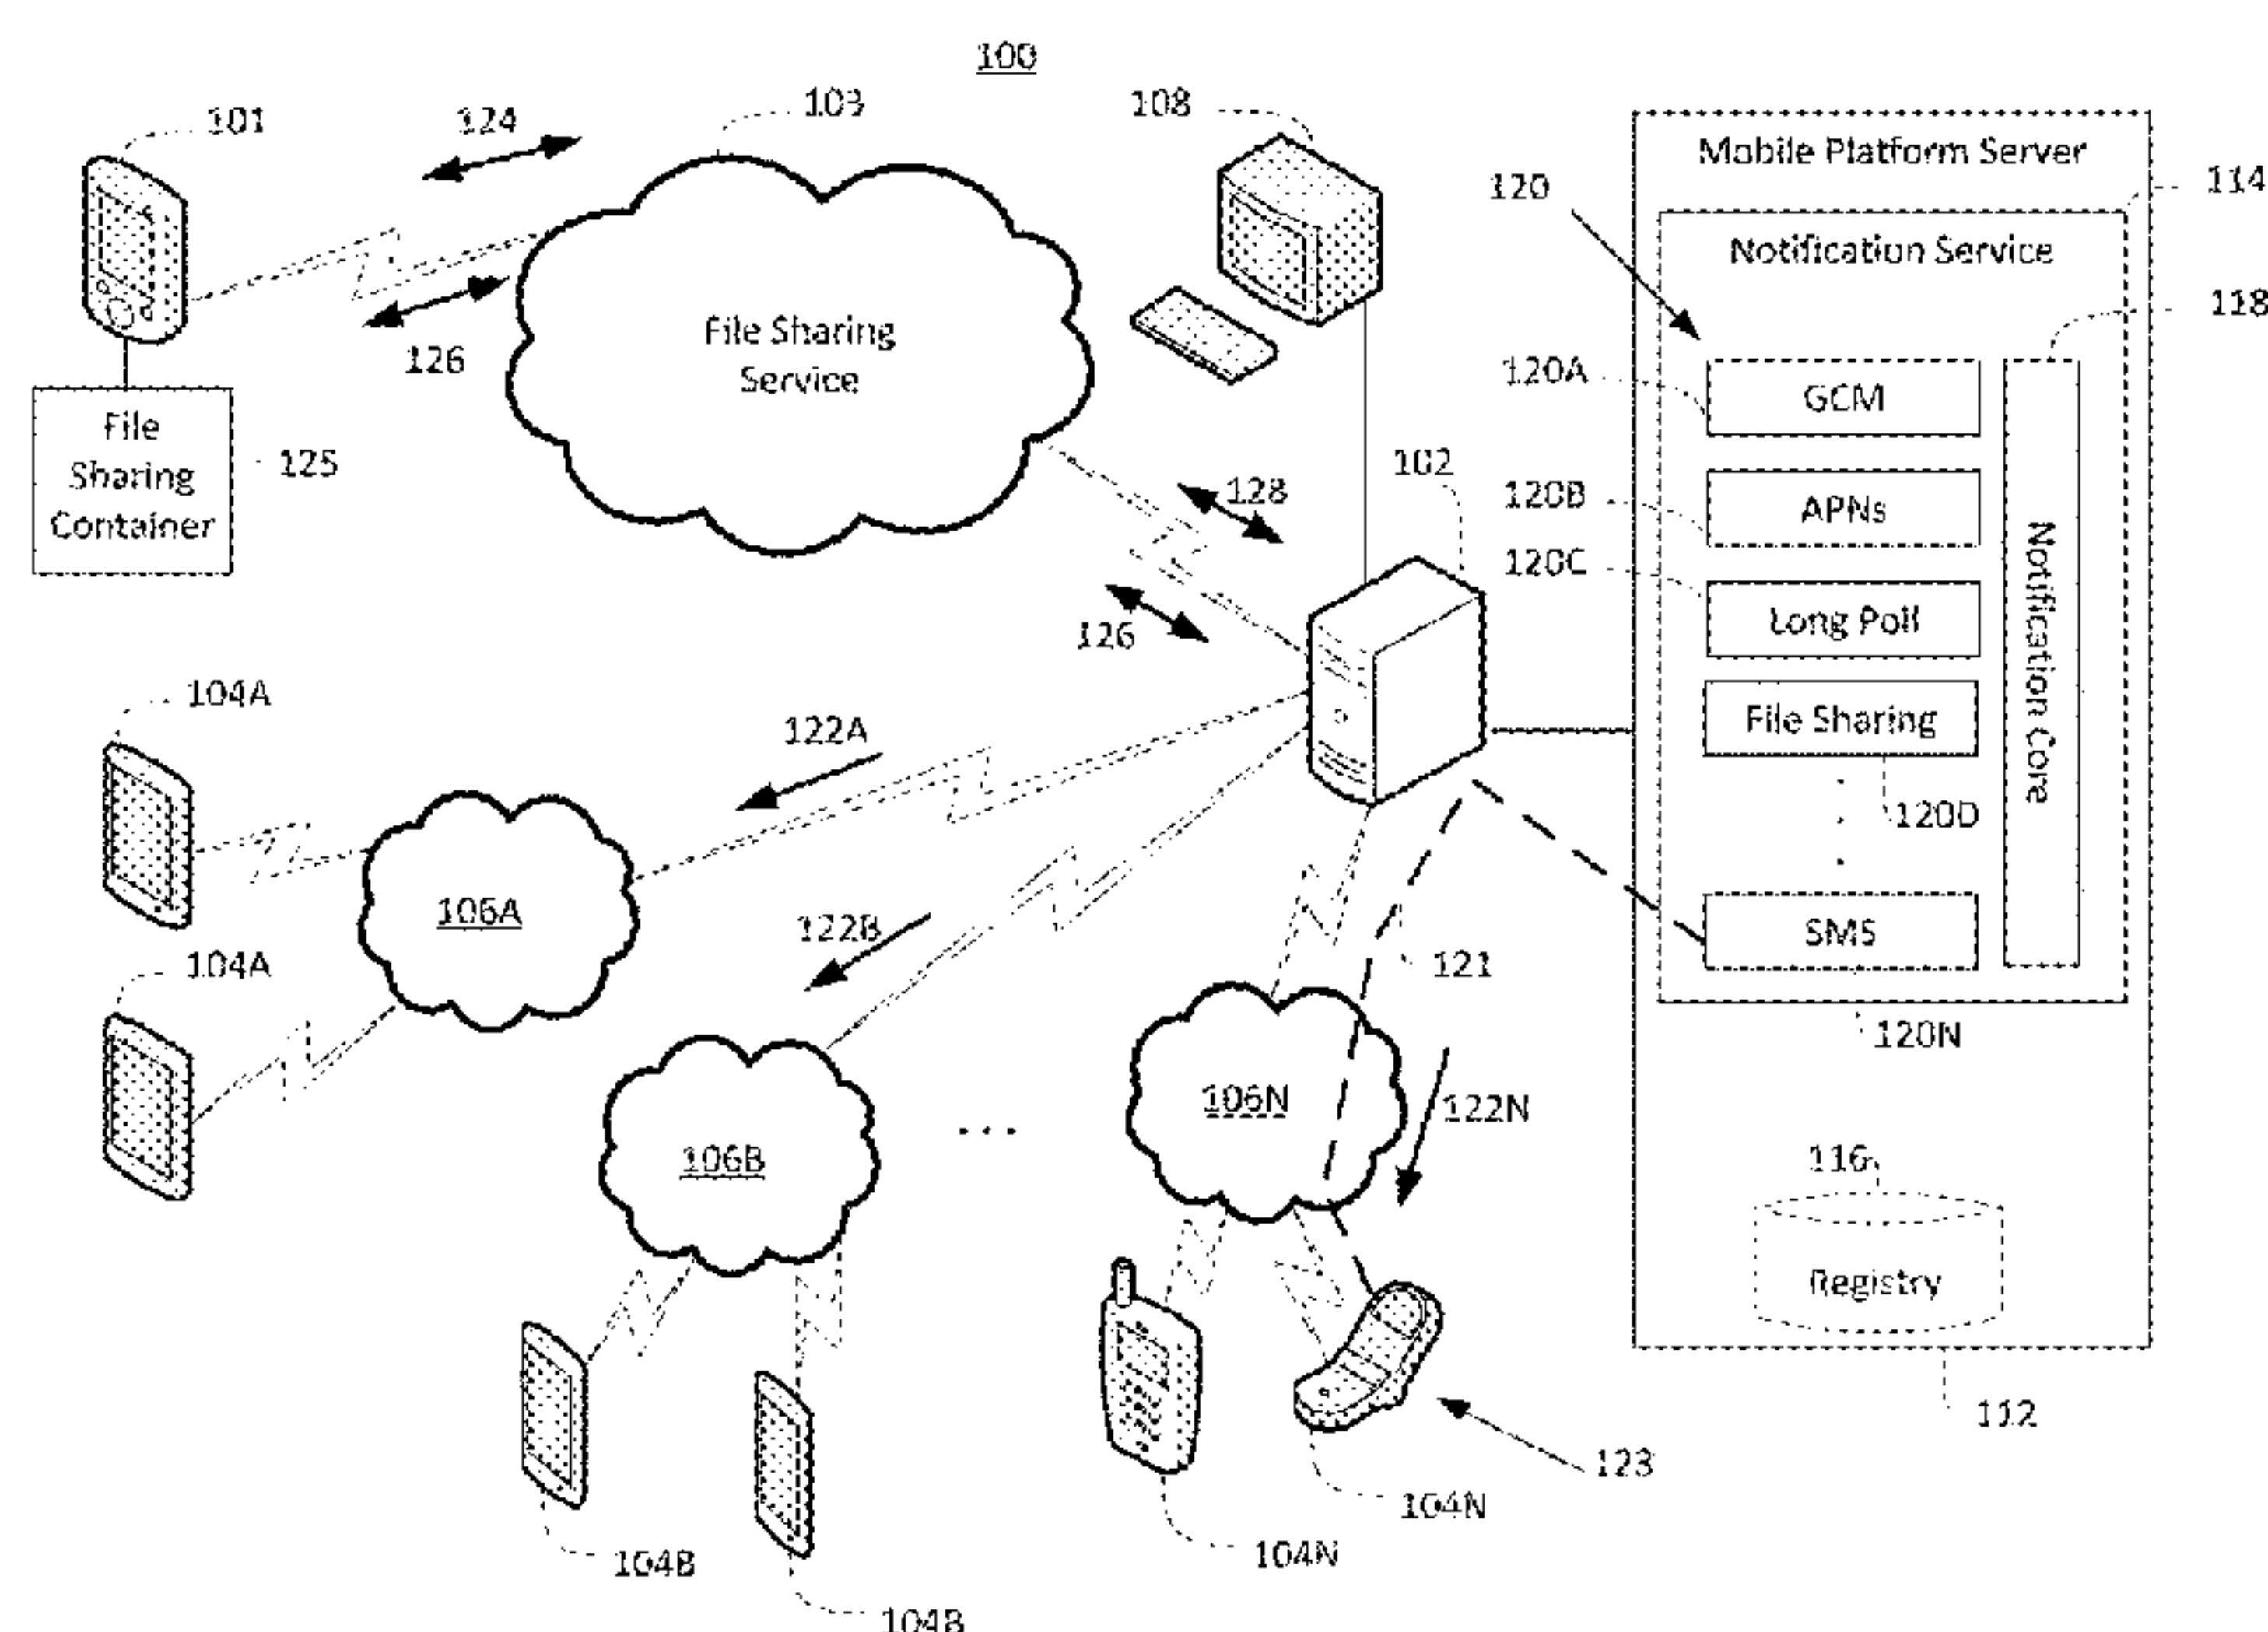 100
101
124
103
108
Mobile Platform Server
114
120
Notification Service
118
126
File Sharing
Service
120A
GCM
File
Sharing
Container
125
128
102
120B
APNs
120C
Long Poll
Notification Core
126
File Sharing
120D
104A
122A
106A
122B
SMS
104A
121
120N
106N
122N
106B
...
116
Registry
112
123
104N
104N
104B
104B